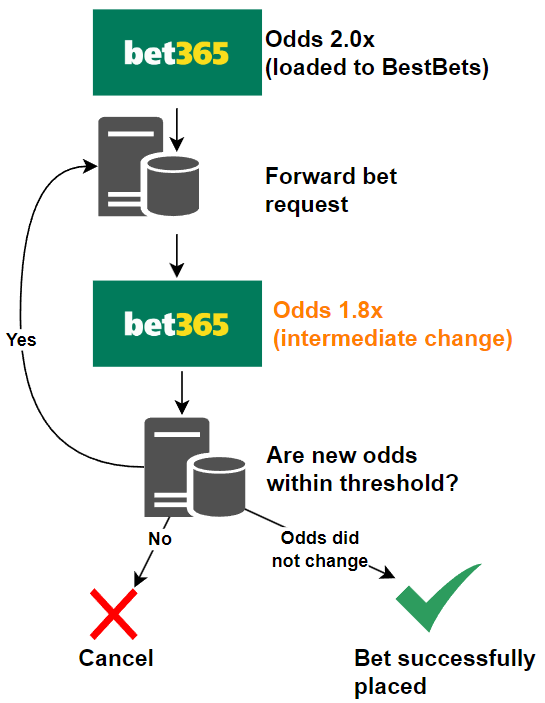 bet365
Odds 2.0x
(loaded to BestBets)
Forward bet
request
bet365
Odds 1.8x
(intermediate change)
Yes
Are new odds
within threshold?
No
Odds did
not change
Cancel
Bet successfully
placed